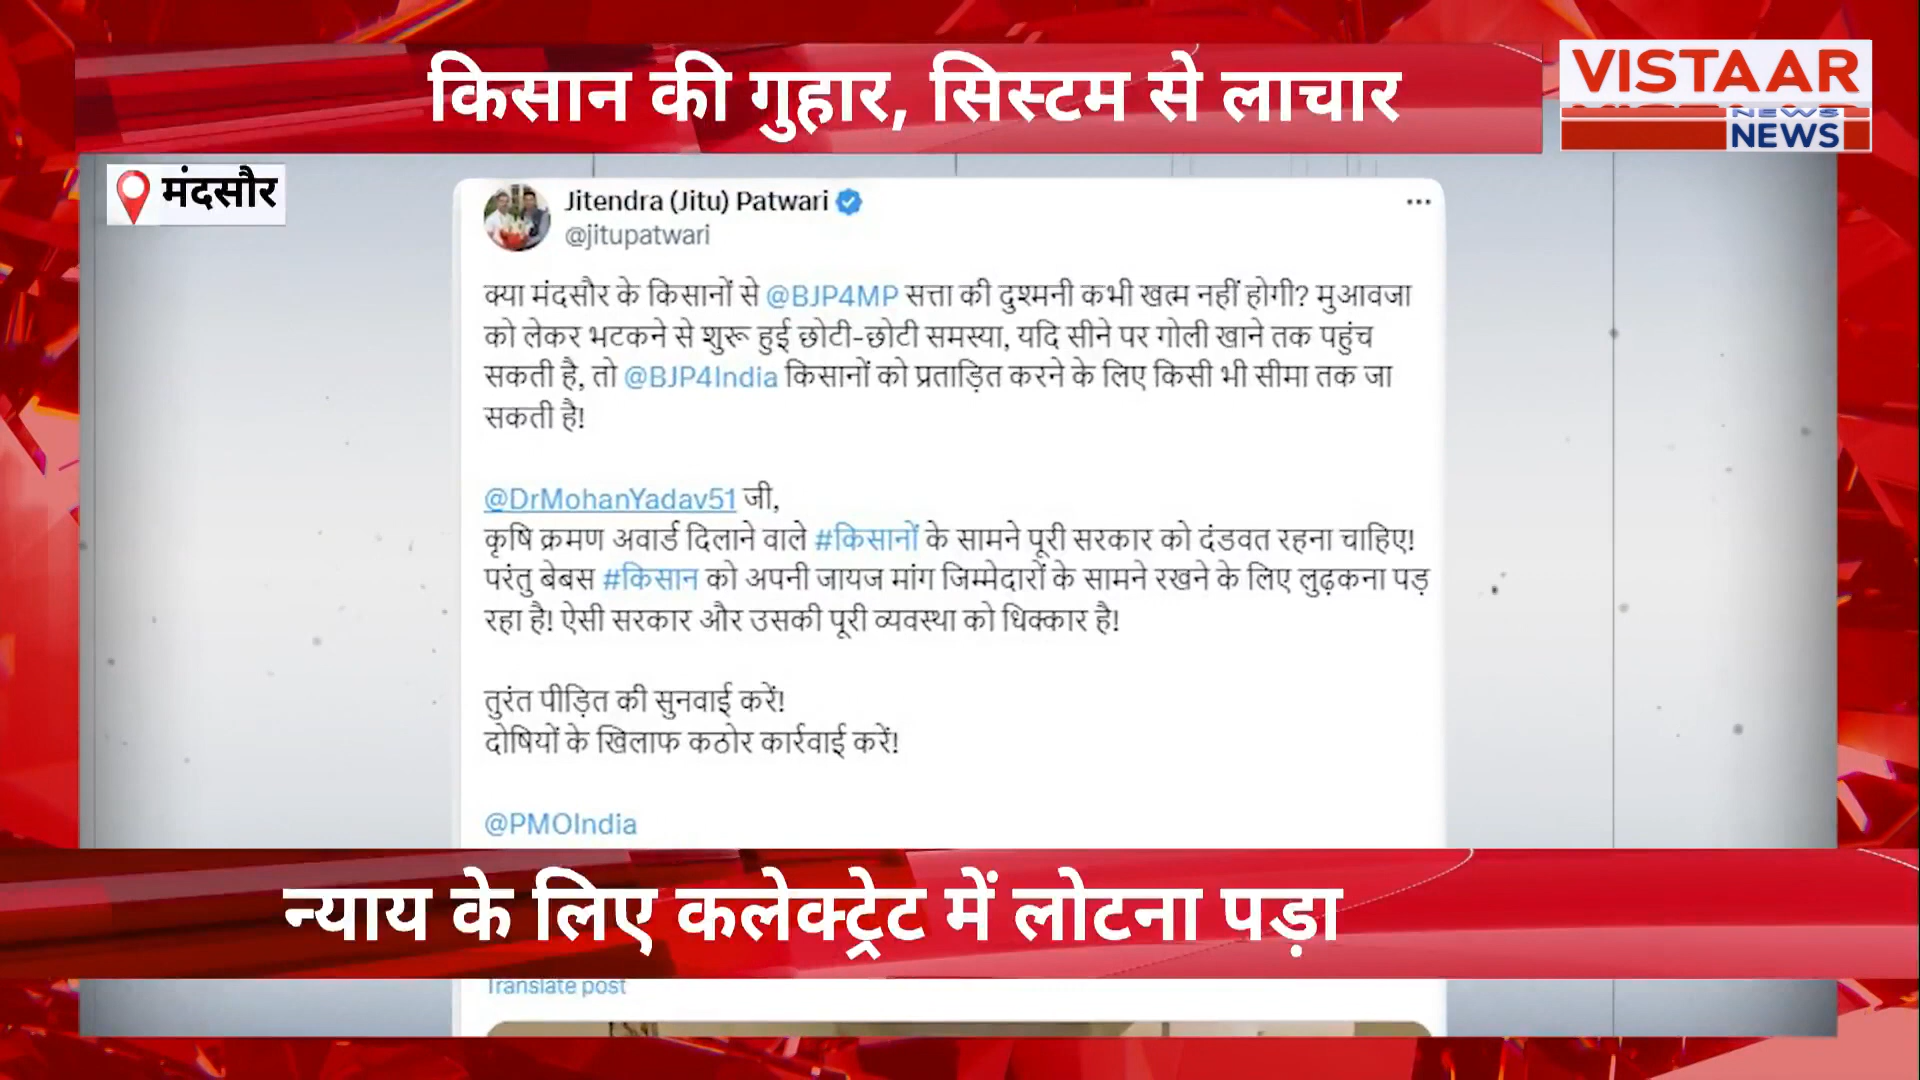 किसान की गुहार, सिस्टम से लाचार
VISTAAR
NEWS
मंदसौर
Jitendra (Jitu) Patwari
@jitupatwari
क्या मंदसौर के किसानों से @BJP4MP सत्ता की दुश्मनी कभी खत्म नहीं होगी? मुआवजा
को लेकर भटकने से शुरू हुई छोटी-छोटी समस्या, यदि सीने पर गोली खाने तक पहुंच
सकती है, तो @BJP4India किसानों को प्रताड़ित करने के लिए किसी भी सीमा तक जा
सकती है!
@DrMohanYadav51 जी,
कृषि क्रमण अवार्ड दिलाने वाले #किसानों के सामने पूरी सरकार को दंडवत रहना चाहिए!
परंतु बेबस #किसान को अपनी जायज मांग जिम्मेदारों के सामने रखने के लिए लुढ़कना पड़
रहा है! ऐसी सरकार और उसकी पूरी व्यवस्था को धिक्कार है!
तुरंत पीड़ित की सुनवाई करें!
दोषियों के खिलाफ कठोर कार्रवाई करें!
@PMOIndia
न्याय के लिए कलेक्ट्रेट में लोटना पड़ा
Translate post